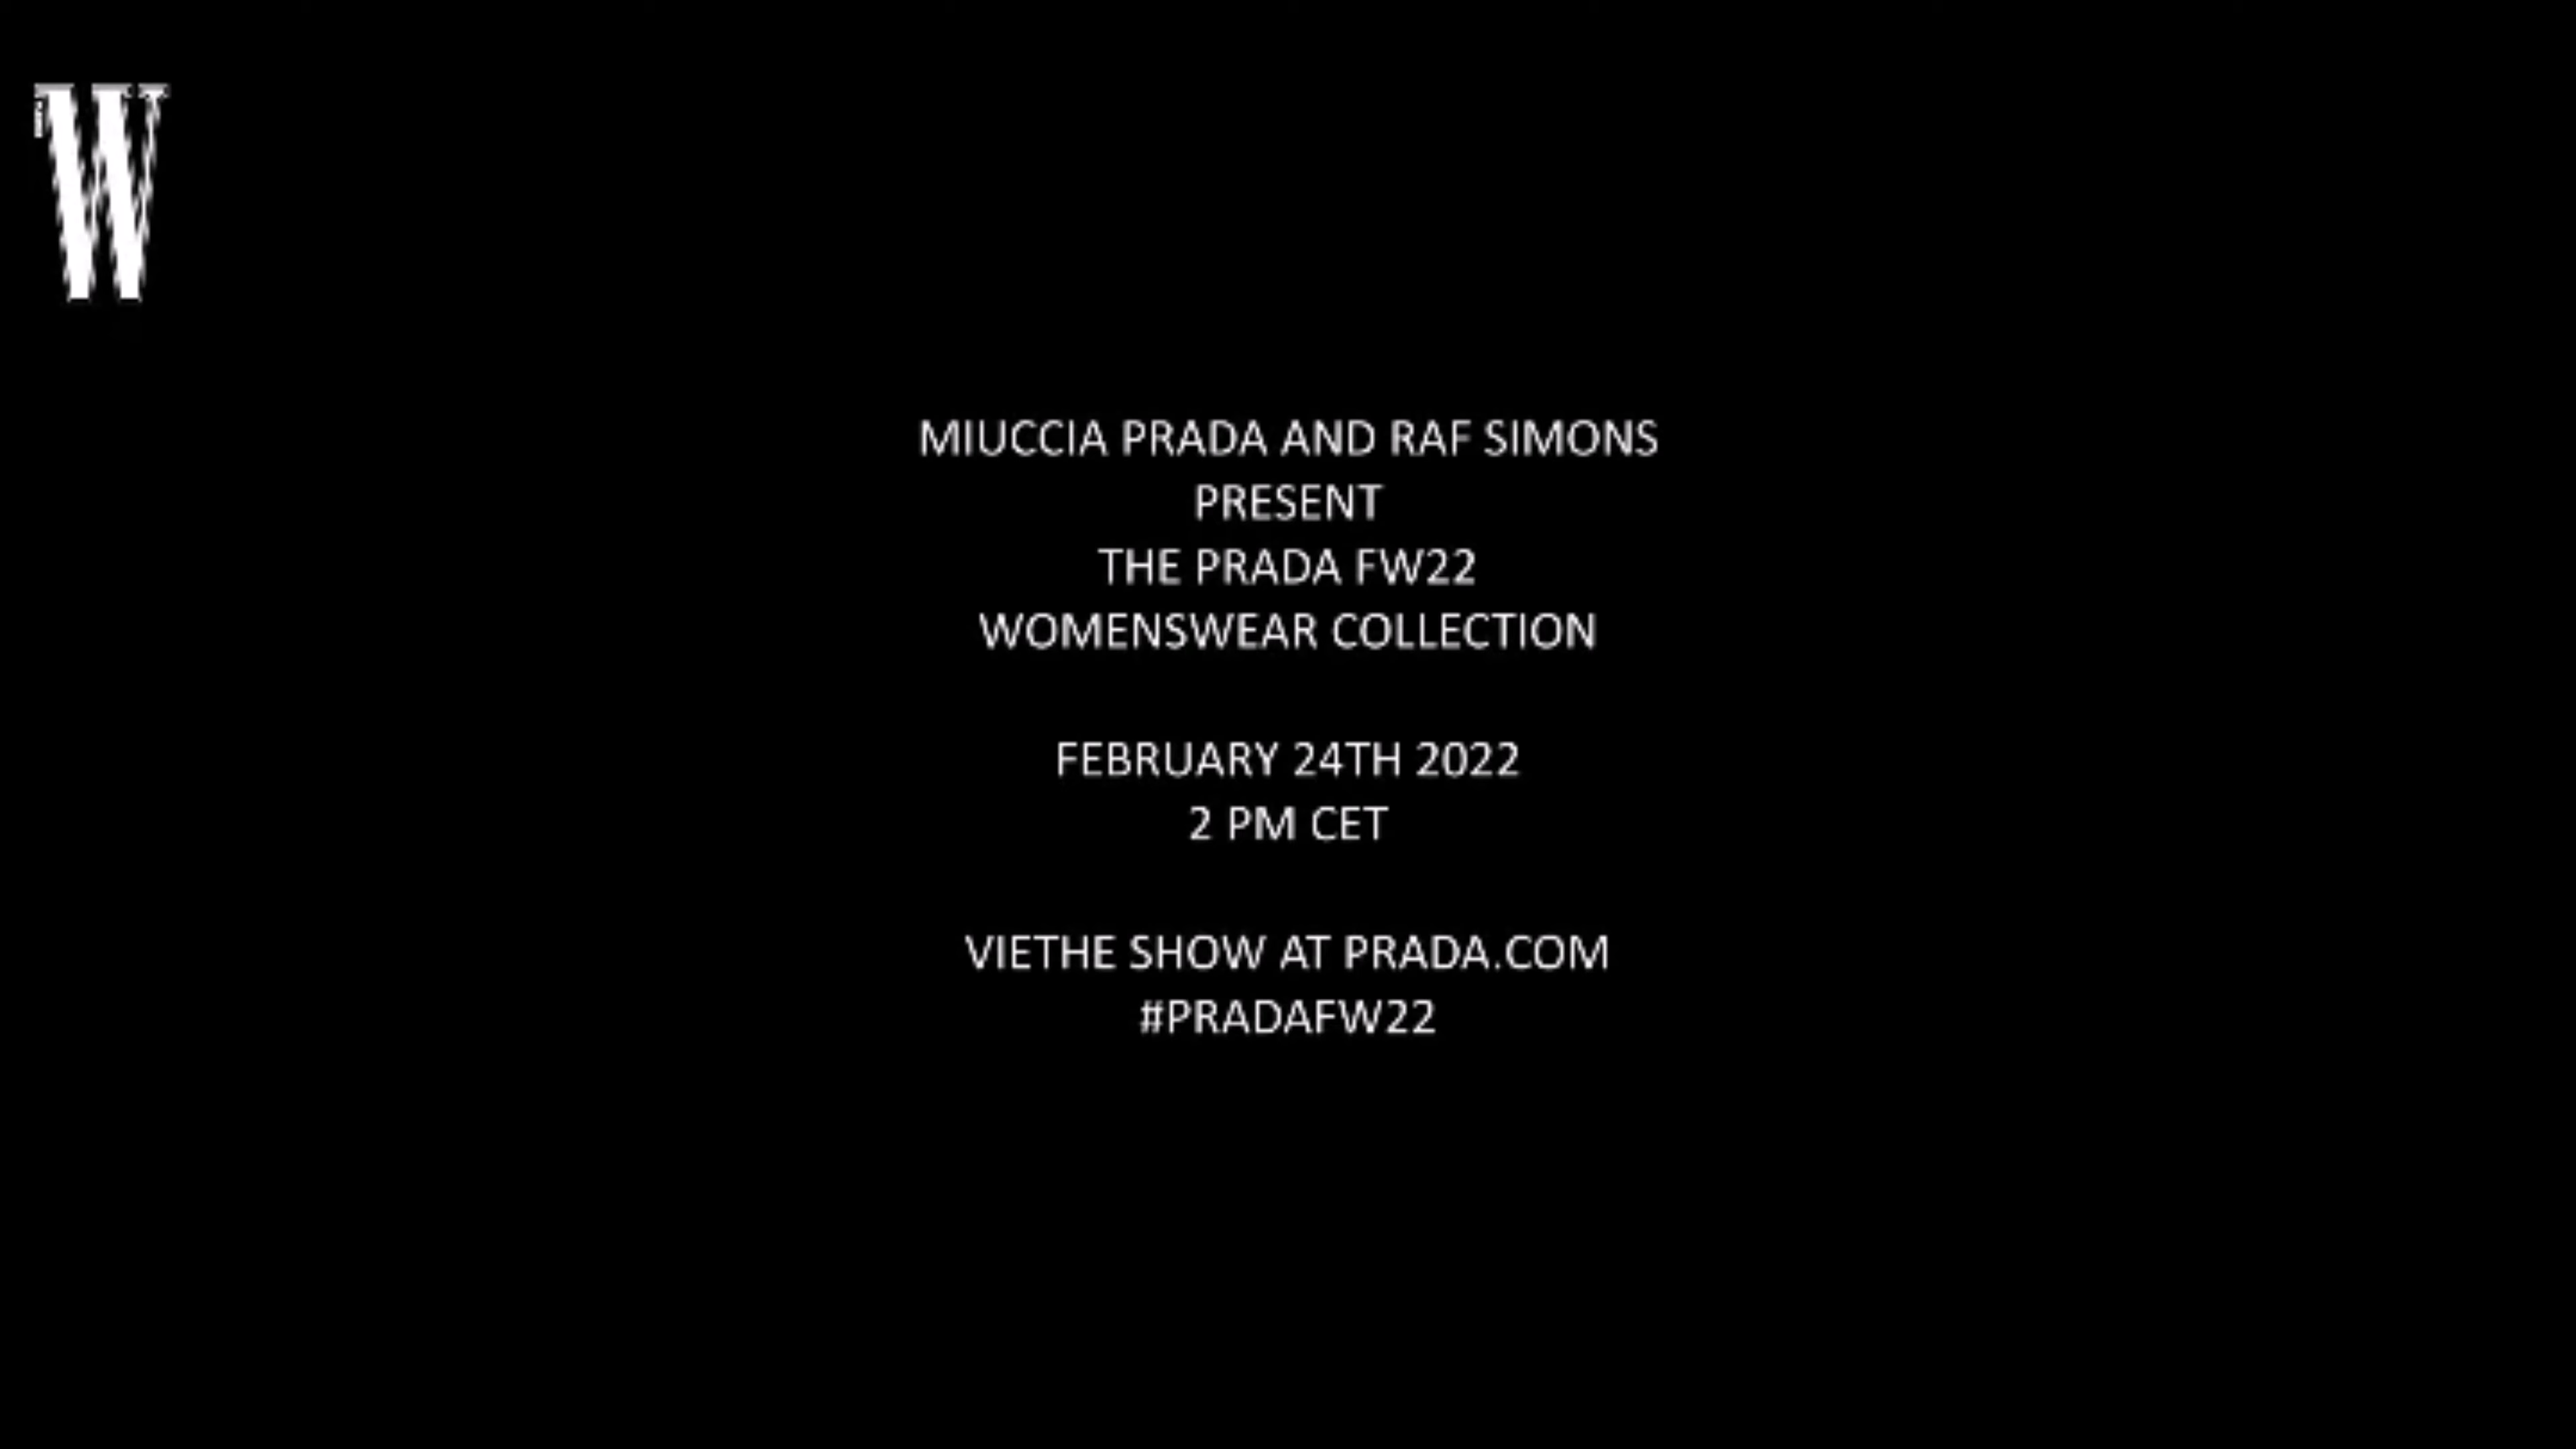 W
MIUCCIA PRADA AND RAF SIMONS
PRESENT
THE PRADA FW22
WOMENSWEAR COLLECTION
FEBRUARY 24TH 2022
2 PM CET
VIETHE SHOW AT PRADA.COM
#PRADAFW22